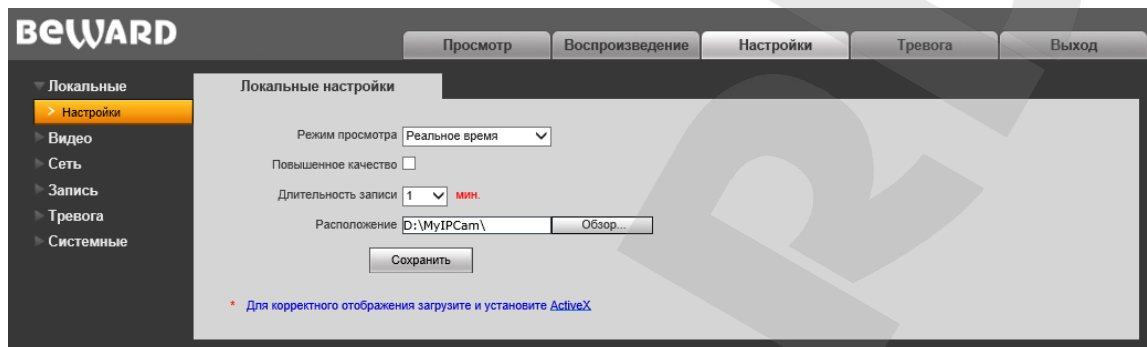 BEWARD
Просмотр Воспроизведение Настройки Тревога Выход
Локальные
Настройки
Видео
Сеть
Запись
Тревога
Системные
Локальные настройки
Режим просмотра Реальное время
Повышенное качество
Длительность записи 1 мин.
Расположение D:\MyIPCam\ Обзор...
Сохранить
* Для корректного отображения загрузите и установите ActiveX